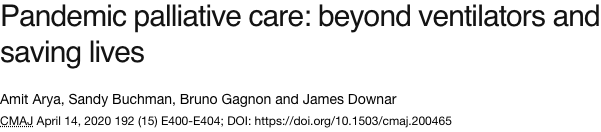 Pandemic palliative care: beyond ventilators and
saving lives
Amit Arya, Sandy Buchman, Bruno Gagnon and James Downar
CMAJ April 14, 2020 192 (15) E400-E404; DOI: https://doi.org/10.1503/cmaj.200465